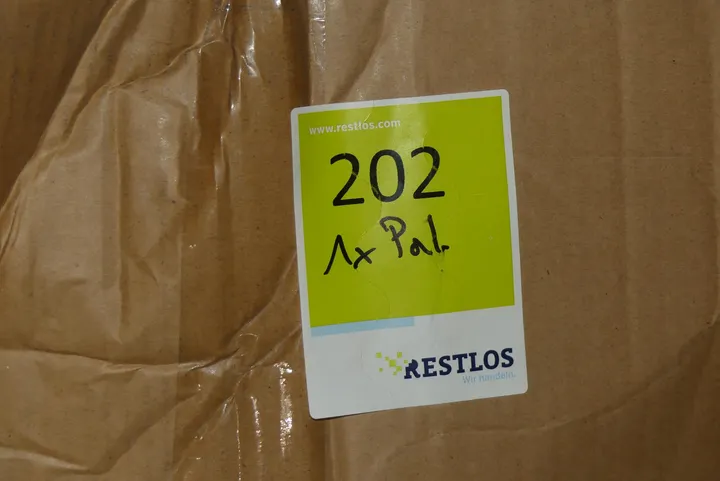 www.restlos.com
202
1x Pal.
RESTLOS
Wir handeln.